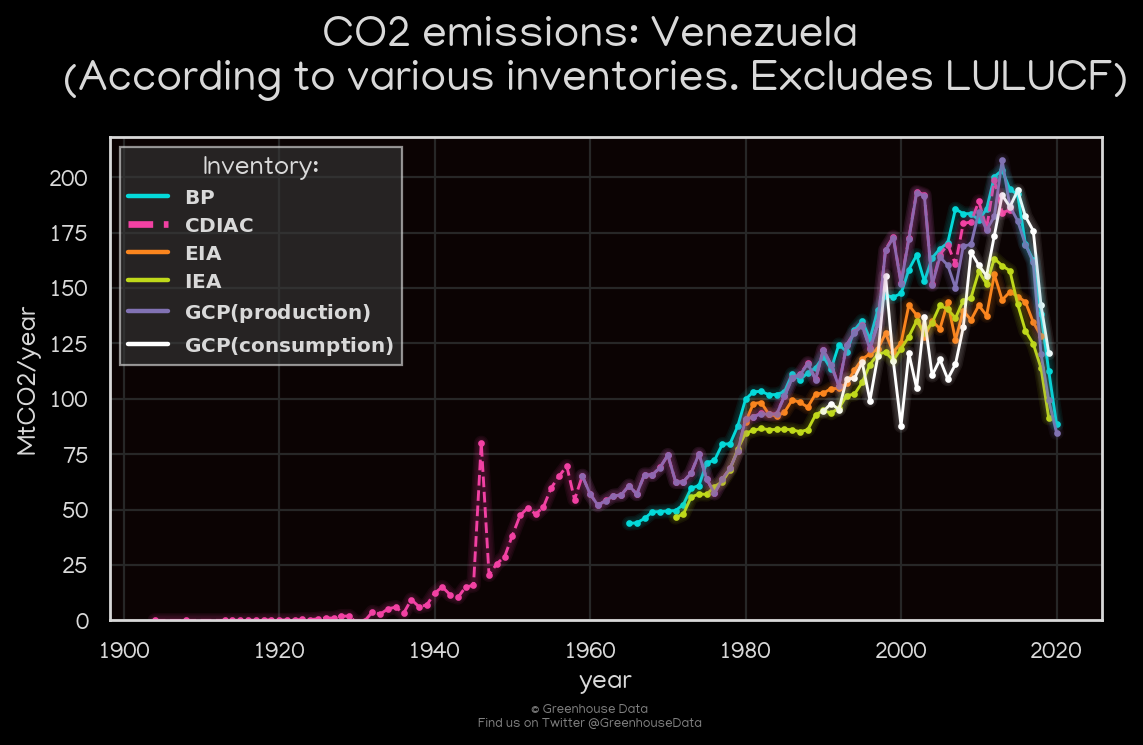 CO2 emissions: Venezuela
(According to various inventories. Excludes LULUCF)
Inventory:
BP
CDIAC
EIA
IEA
GCP(production)
GCP(consumption)
MtCO2/year
200
175
150
125
100
75
50
25
0
1900 1920 1940 1960 1980 2000 2020
year
© Greenhouse Data
Find us on Twitter @GreenhouseData